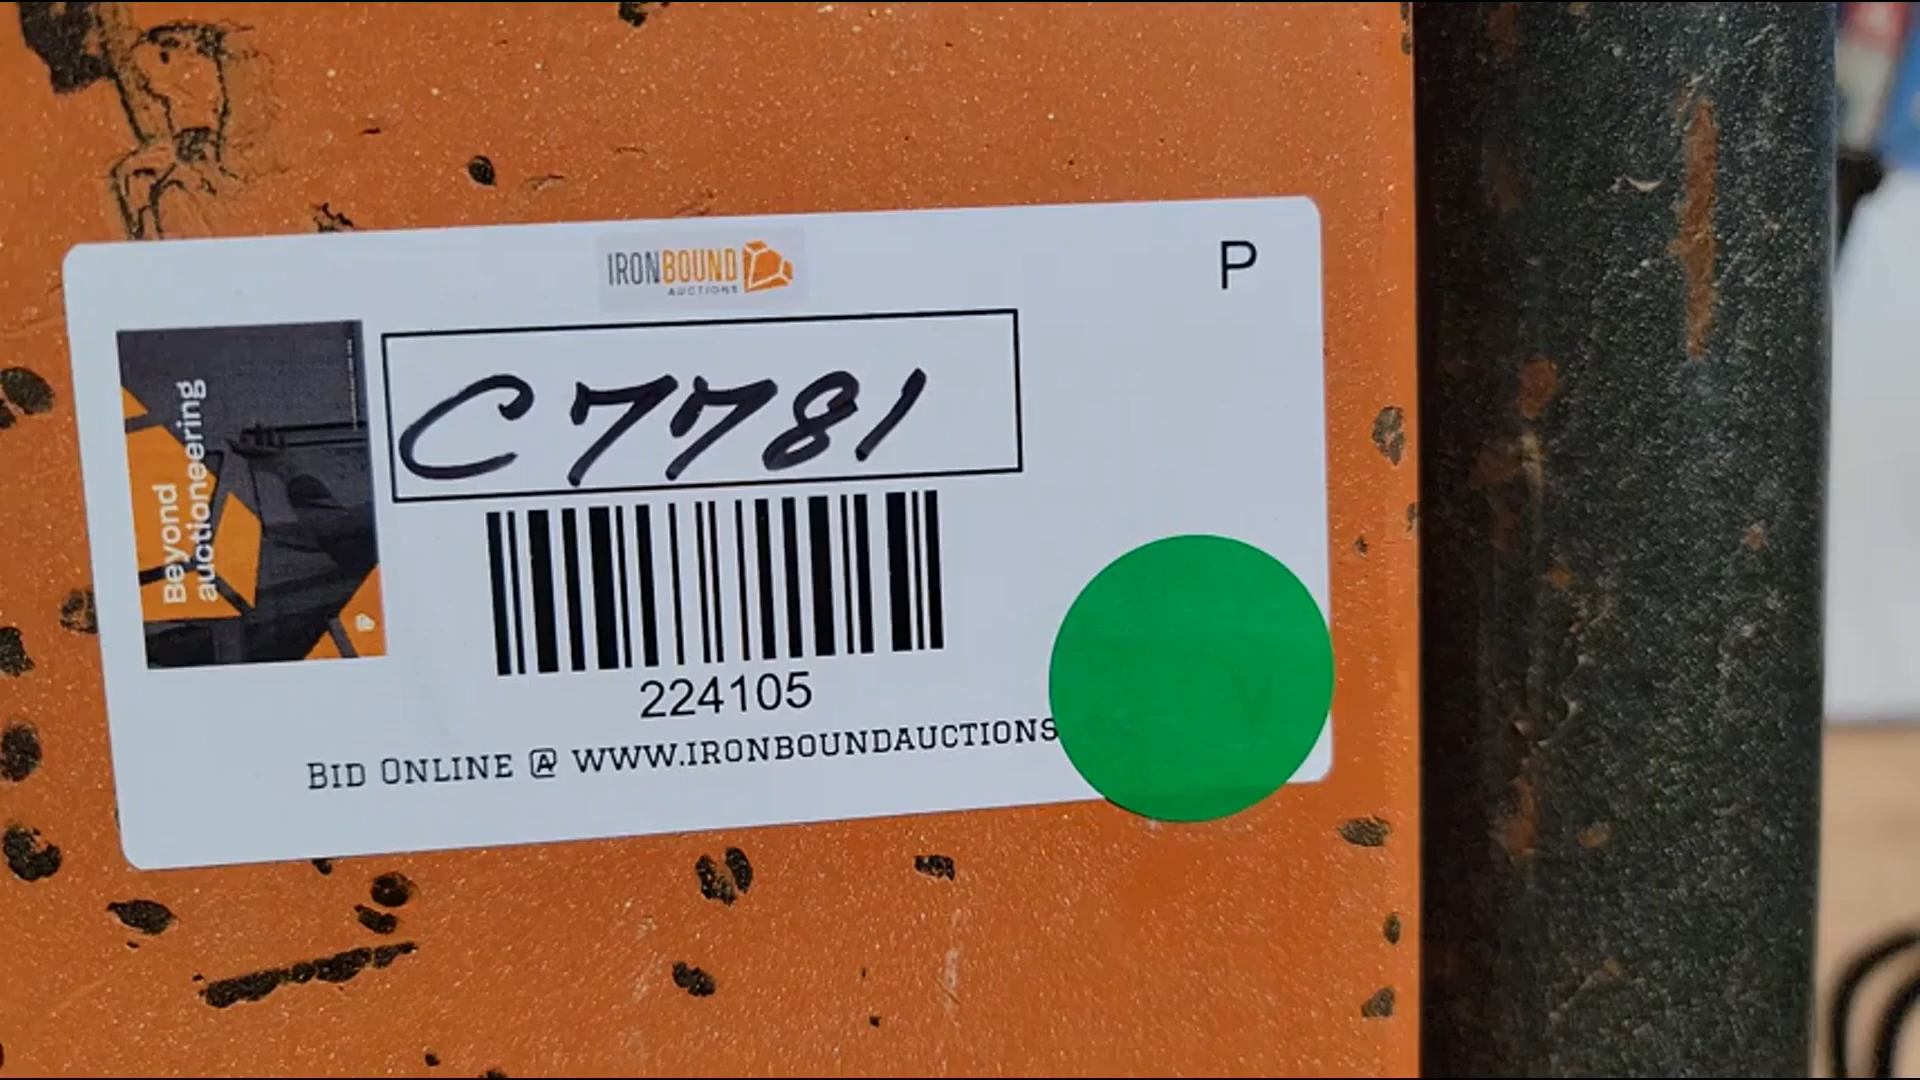 IRONBOUND
AUCTIONS
P
Beyond
auctioneering
C7781
224105
BID ONLINE @ WWW.IRONBOUNDAUCTIONS